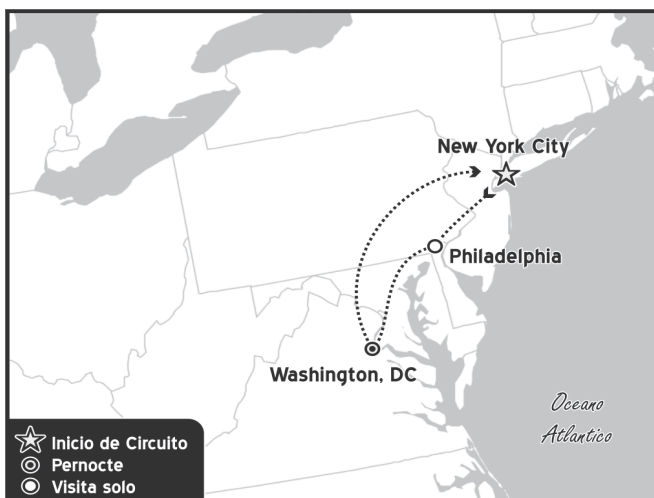 New York City
Philadelphia
Washington, DC
Oceano
Atlantico
Inicio de Circuito
Pernocte
Visita solo